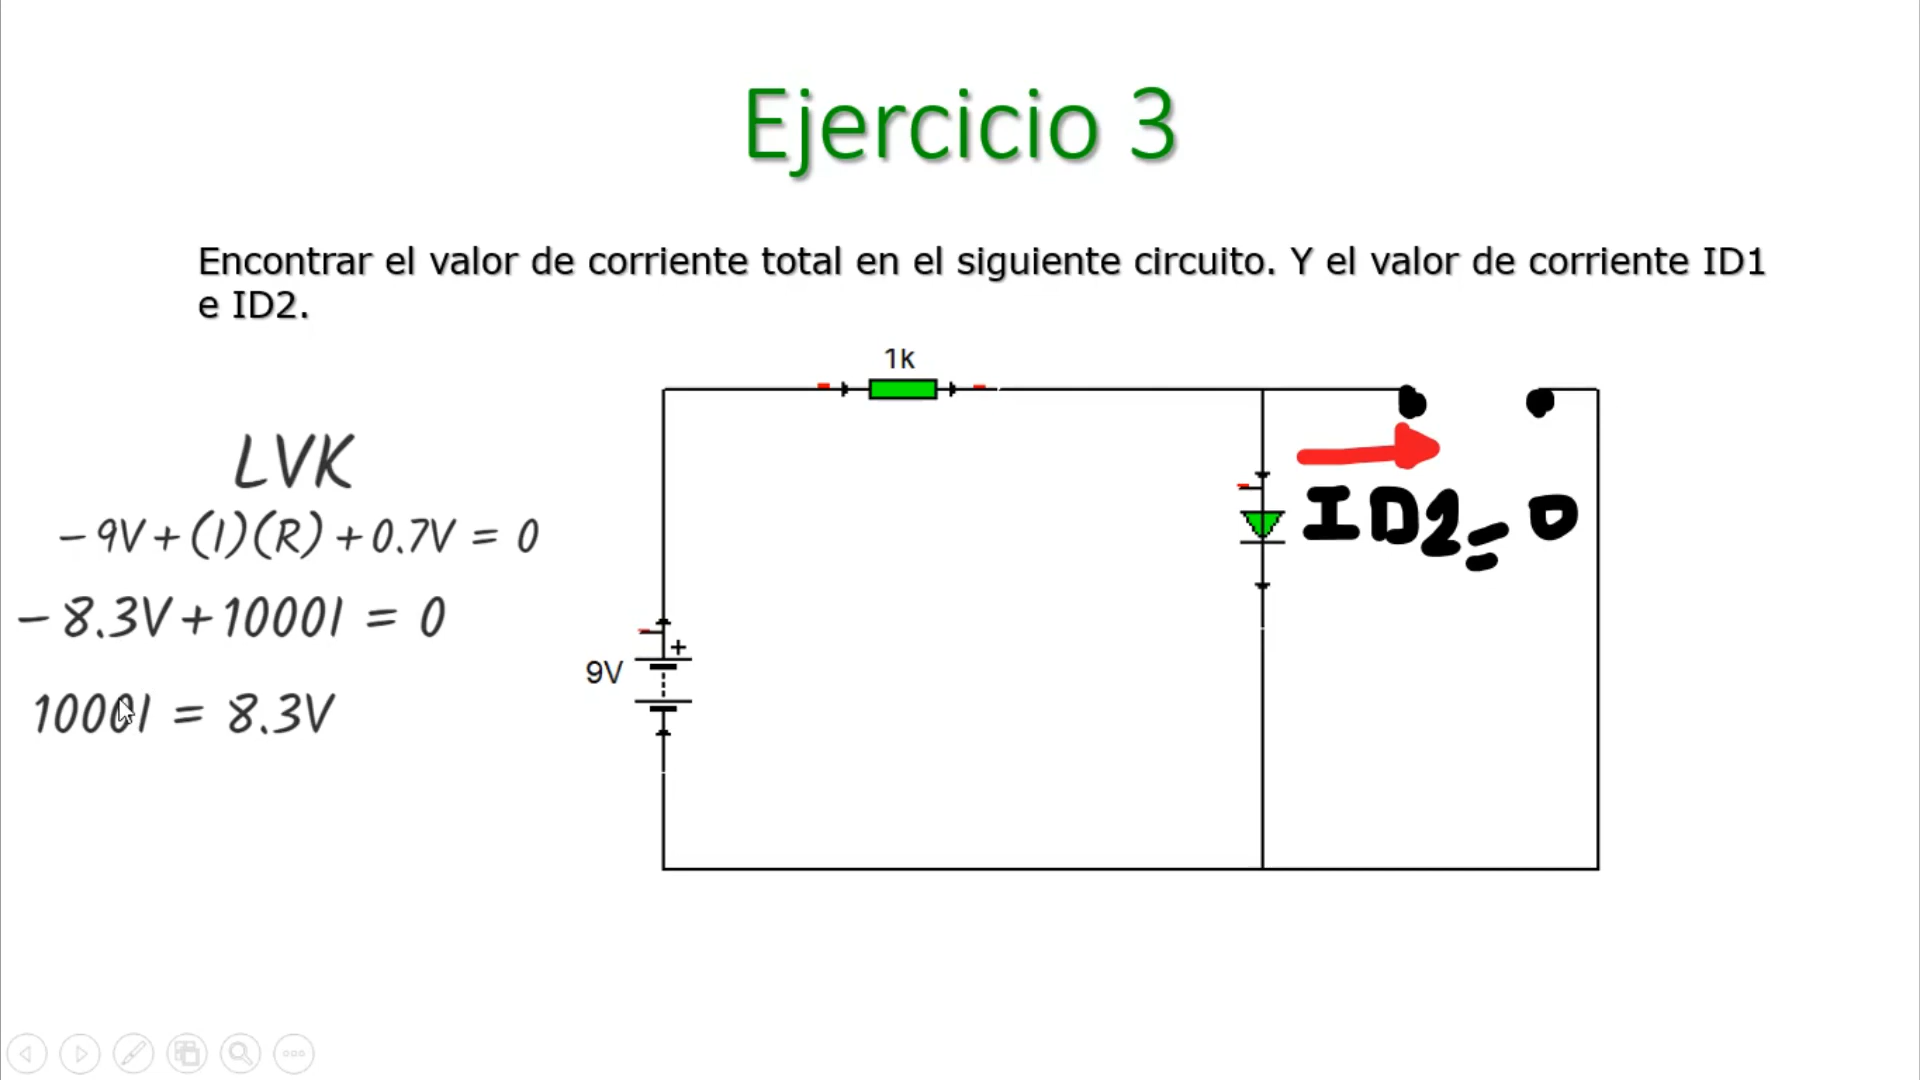 Ejercicio 3
Encontrar el valor de corriente total en el siguiente circuito. Y el valor de corriente ID1
e ID2.
1k
LVK
-9V+(I)(R)+0.7V = 0
-8.3V+1000I = 0
1000I = 8.3V
ID2=0
+
9V